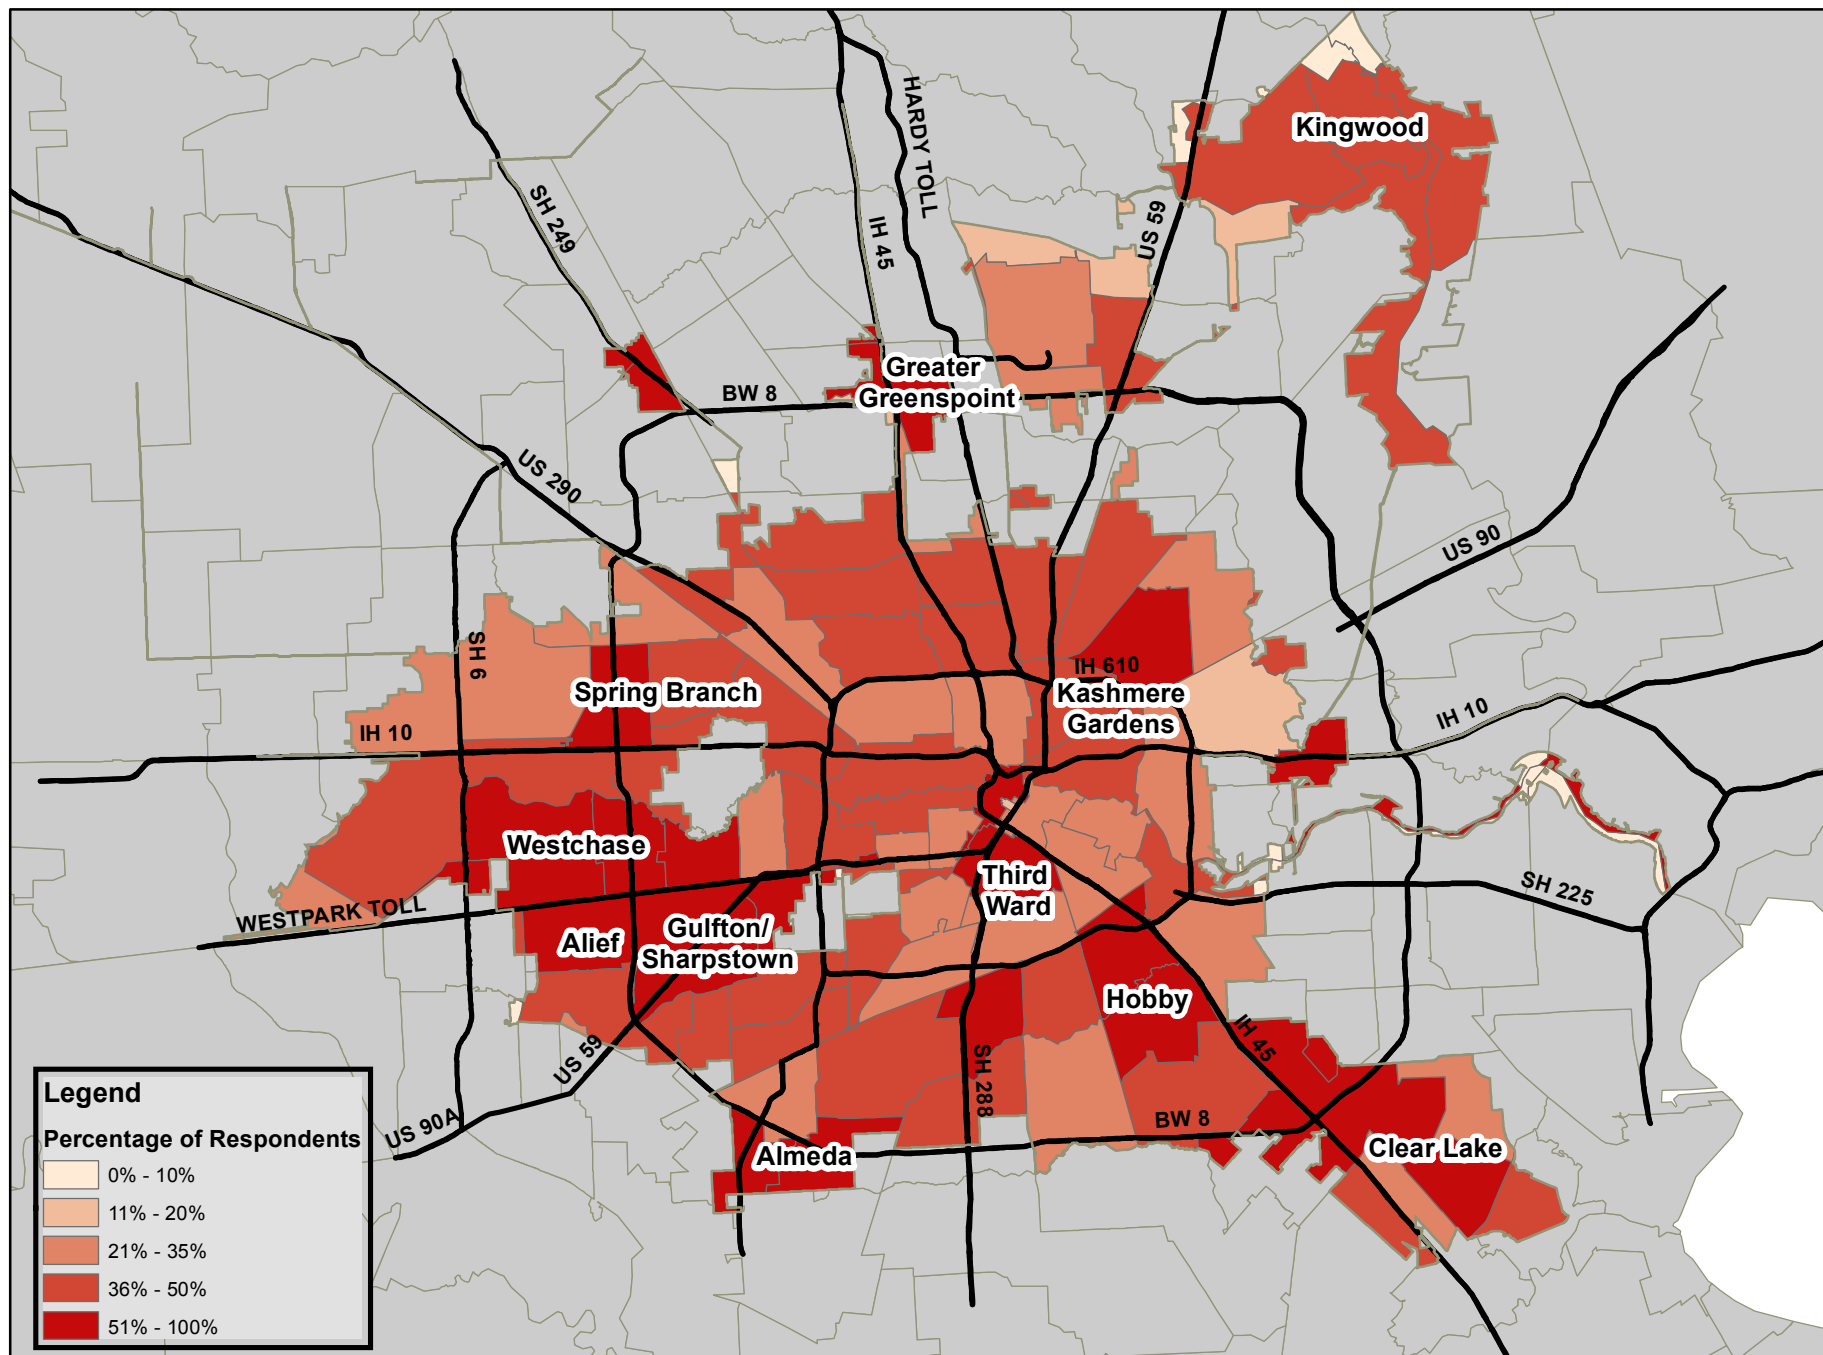 HARDY TOLL
Kingwood
SH 249
IH 45
US 59
Greater
Greenspoint
BW 8
US 290
US 90
SH 6
Spring Branch
IH 610
Kashmere
Gardens
IH 10
IH 10
Westchase
Third
Ward
SH 225
WESTPARK TOLL
Alief
Gulfton/
Sharpstown
Hobby
IH 45
US 59
SH 288
US 90A
BW 8
Almeda
Clear Lake
Legend
Percentage of Respondents
0% - 10%
11% - 20%
21% - 35%
36% - 50%
51% - 100%